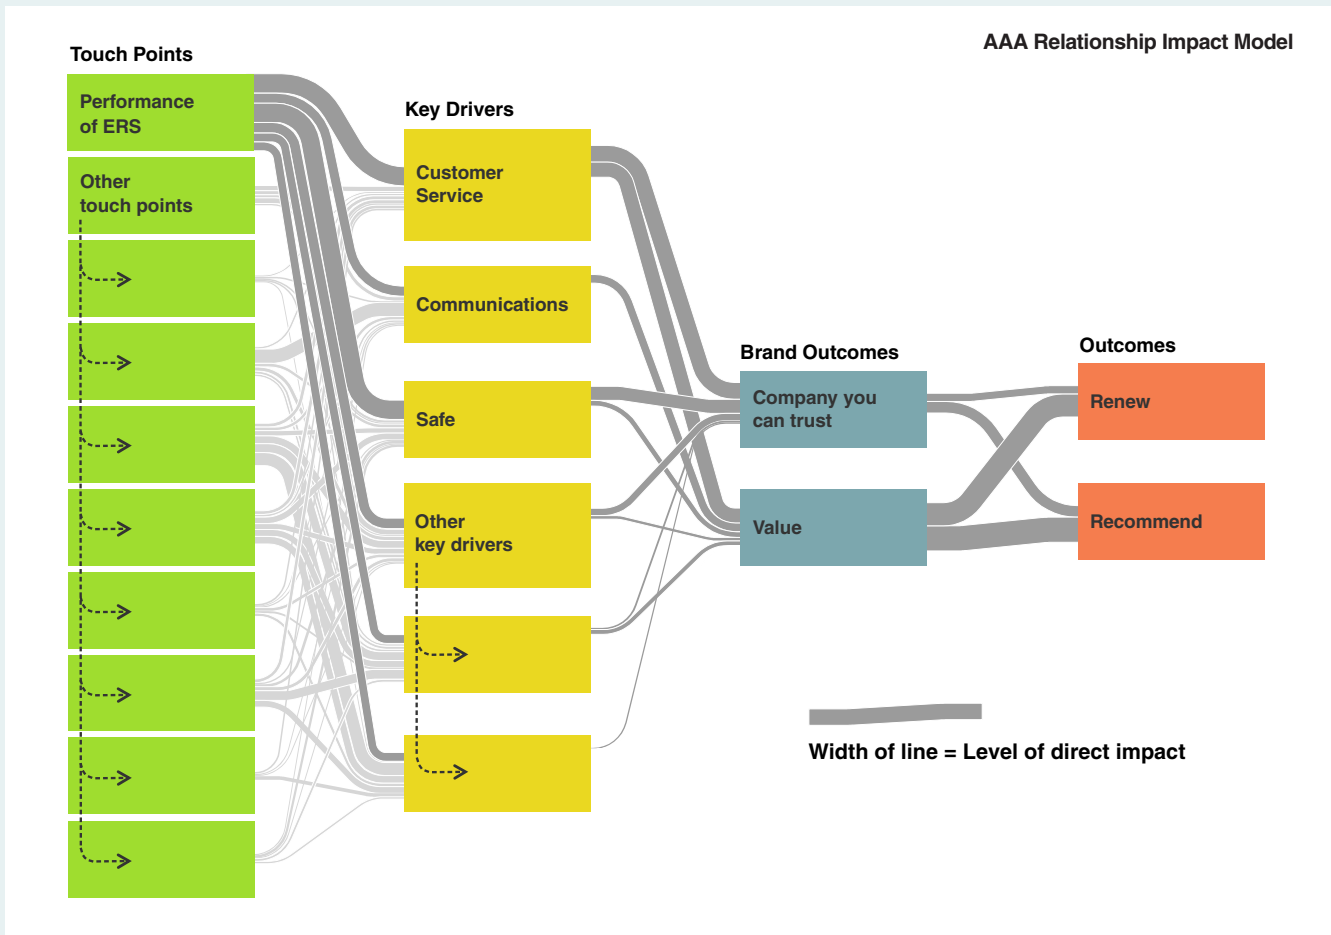 AAA Relationship Impact Model
Touch Points
Performance
of ERS
Other
touch points
Key Drivers
Customer
Service
Communications
Safe
Other
key drivers
Brand Outcomes
Company you
can trust
Value
Outcomes
Renew
Recommend
Width of line = Level of direct impact